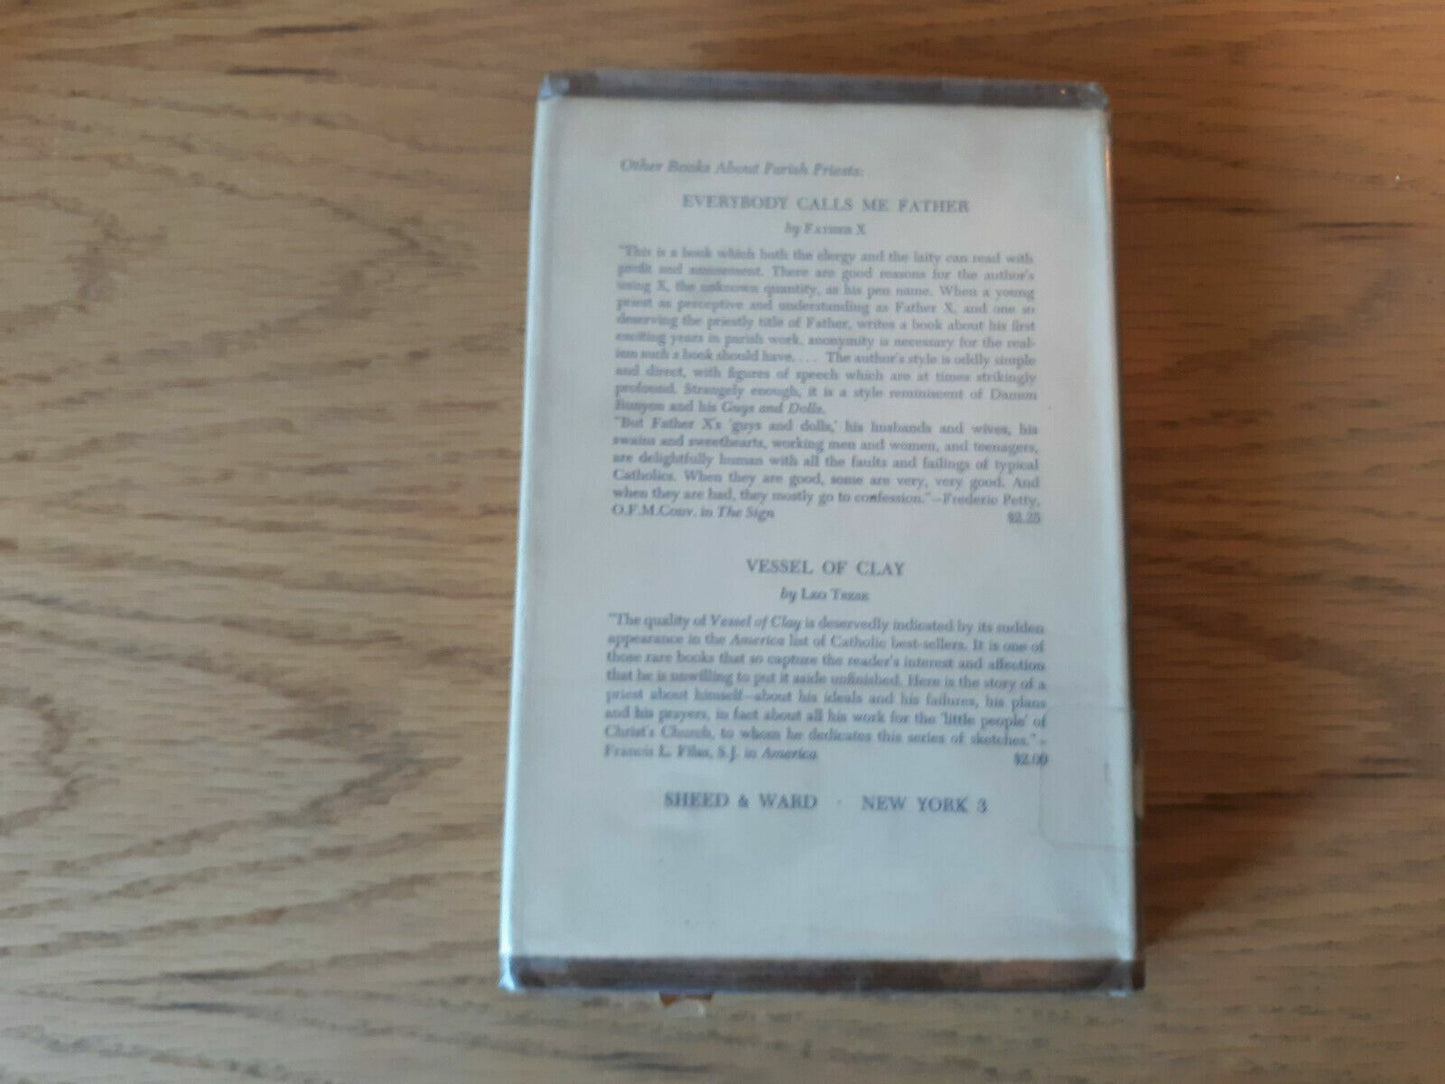 Other Books About Parish Priests:
EVERYBODY CALLS ME FATHER
by FATHER X
"This is a book which both the clergy and the laity can read with
profit and amusement. There are good reasons for the author's
using X, the unknown quantity, as his pen name. When a young
priest as perceptive and understanding as Father X, and one so
deserving the priestly title of Father, writes a book about his first
exciting years in parish work, anonymity is necessary for the real-
ism such a book should have. . . . The author's style is oddly simple
and direct, with figures of speech which are at times strikingly
profound. Strangely enough, it is a style reminiscent of Damon
Runyon and his Guys and Dolls.
"But Father X's 'guys and dolls,' his husbands and wives, his
swains and sweethearts, working men and women, and teenagers,
are delightfully human with all the faults and failings of typical
Catholics. When they are good, some are very, very good. And
when they are bad, they mostly go to confession."—Frederic Petty,
O.F.M.Conv. in The Sign $2.25
VESSEL OF CLAY
by LEO TRESE
"The quality of Vessel of Clay is deservedly indicated by its sudden
appearance in the America list of Catholic best-sellers. It is one of
those rare books that so capture the reader's interest and affection
that he is unwilling to put it aside unfinished. Here is the story of a
priest about himself—about his ideals and his failures, his plans
and his prayers, in fact about all his work for the 'little people' of
Christ's Church, to whom he dedicates this series of sketches."—
Francis L. Filas, S.J. in America $2.00
SHEED & WARD · NEW YORK 3